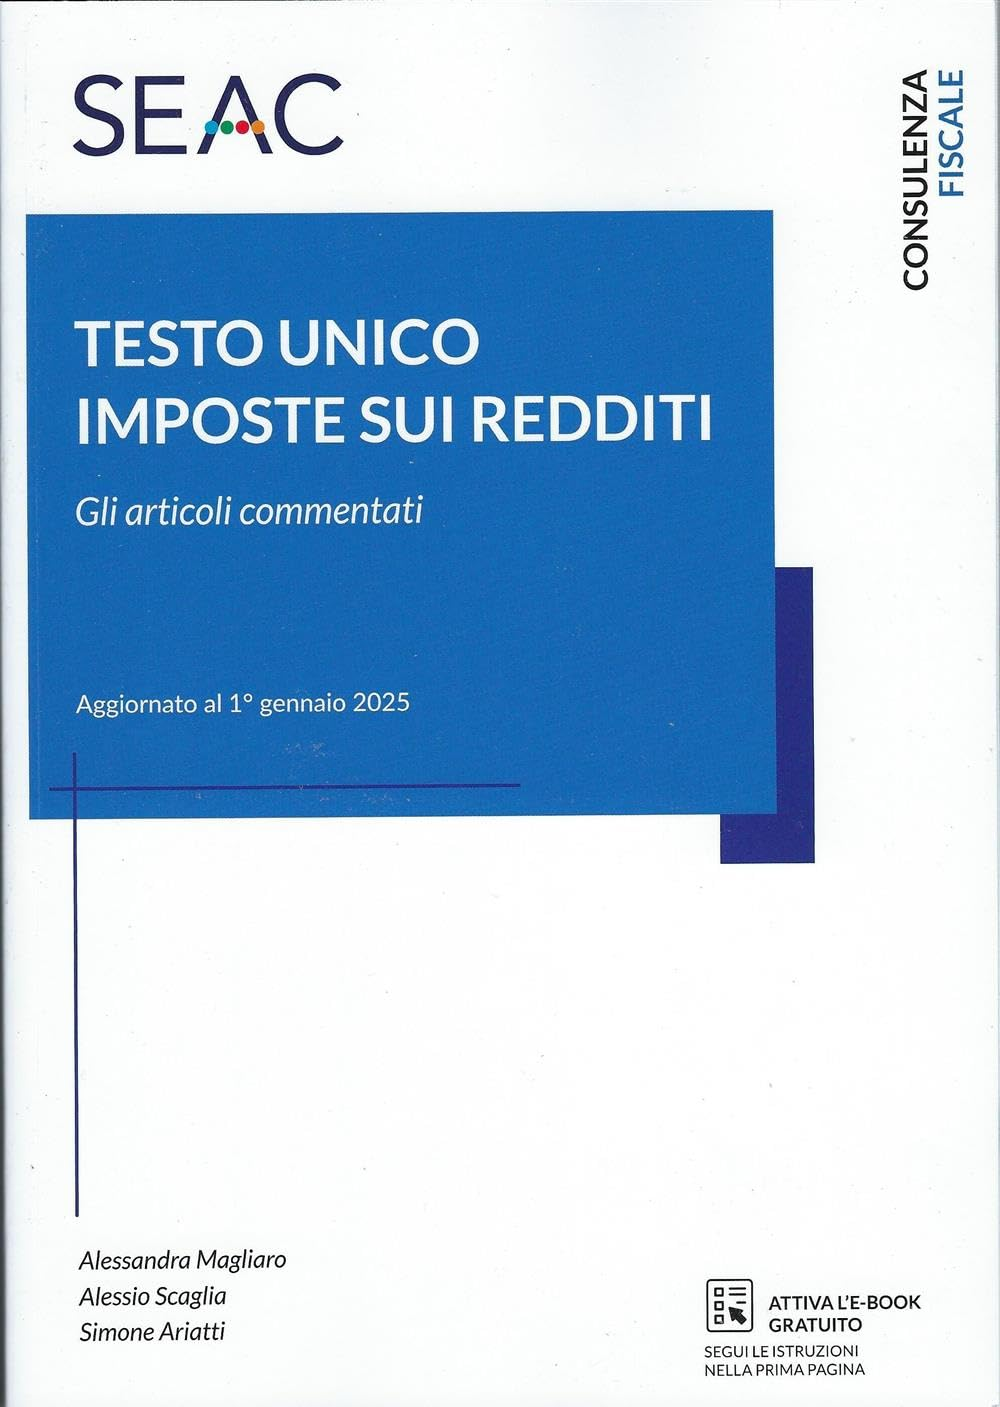 SEAC
CONSULENZA
FISCALE
TESTO UNICO
IMPOSTE SUI REDDITI
Gli articoli commentati
Aggiornato al 1° gennaio 2025
Alessandra Magliaro
Alessio Scaglia
Simone Ariatti
ATTIVA L'E-BOOK
GRATUITO
SEGUI LE ISTRUZIONI
NELLA PRIMA PAGINA